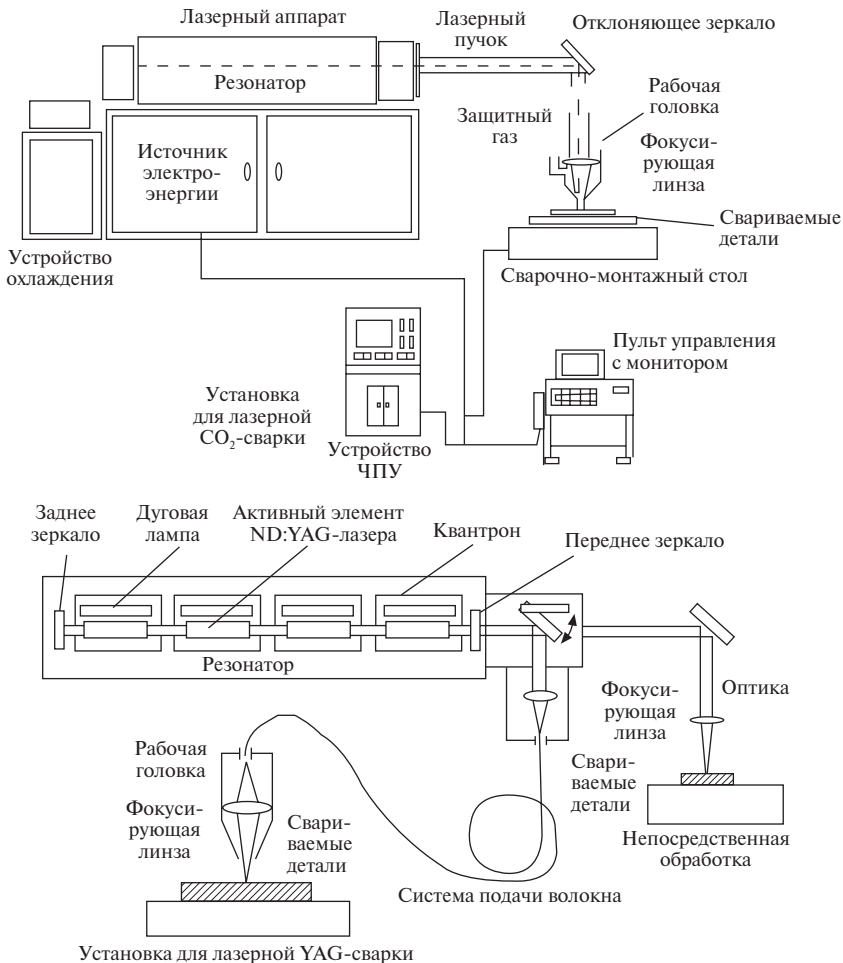 Лазерный аппарат
Лазерный
пучок
Отклоняющее зеркало
Резонатор
Рабочая
головка
Защитный
газ
Фокуси-
рующая
линза
Источник
электро-
энергии
Свариваемые
детали
Устройство
охлаждения
Сварочно-монтажный стол
Пульт управления
с монитором
Установка
для лазерной
CO₂-сварки
Устройство
ЧПУ
Заднее
зеркало
Дуговая
лампа
Активный элемент
ND:YAG-лазера
Квантрон
Переднее зеркало
Резонатор
Фокуси-
рующая
линза
Оптика
Рабочая
головка
Свари-
ваемые
детали
Фокуси-
рующая
линза
Свари-
ваемые
детали
Непосредственная
обработка
Система подачи волокна
Установка для лазерной YAG-сварки